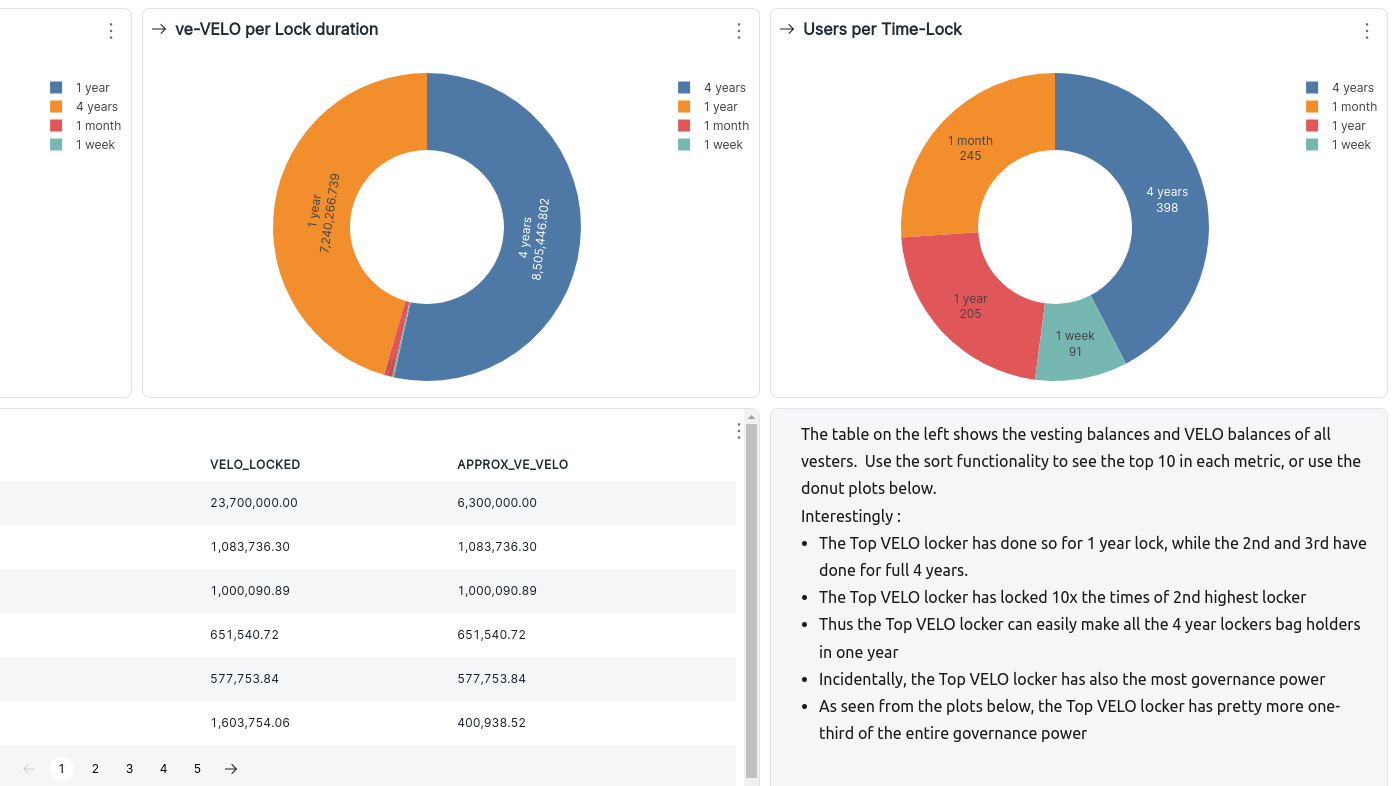 1 year
4 years
1 month
1 week
→ ve-VELO per Lock duration
4 years
1 year
1 month
1 week
1 year
7,240,266.739
4 years
8,505,446.802
→ Users per Time-Lock
4 years
1 month
1 year
1 week
1 month
245
4 years
398
1 year
205
1 week
91
VELO_LOCKED APPROX_VE_VELO
23,700,000.00 6,300,000.00
1,083,736.30 1,083,736.30
1,000,090.89 1,000,090.89
651,540.72 651,540.72
577,753.84 577,753.84
1,603,754.06 400,938.52
← 1 2 3 4 5 →
The table on the left shows the vesting balances and VELO balances of all
vesters.  Use the sort functionality to see the top 10 in each metric, or use the
donut plots below.
Interestingly :
• The Top VELO locker has done so for 1 year lock, while the 2nd and 3rd have
done for full 4 years.
• The Top VELO locker has locked 10x the times of 2nd highest locker
• Thus the Top VELO locker can easily make all the 4 year lockers bag holders
in one year
• Incidentally, the Top VELO locker has also the most governance power
• As seen from the plots below, the Top VELO locker has pretty more one-
third of the entire governance power